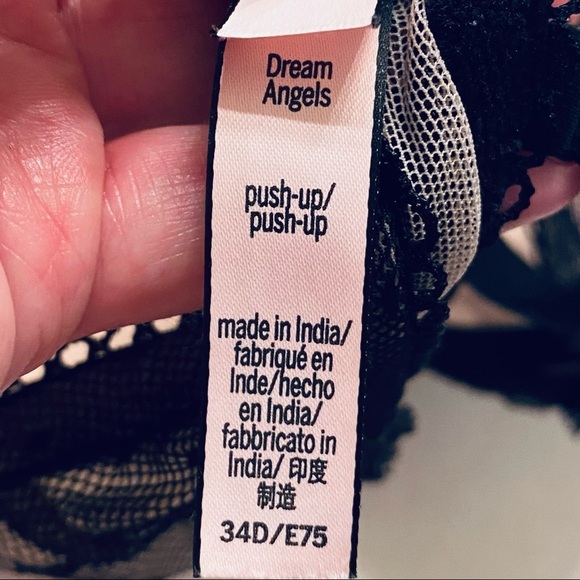 Dream
Angels
push-up/
push-up
made in India/
fabriqué en
Inde/hecho
en India/
fabbricato in
India/ 印度
制造
34D/E75